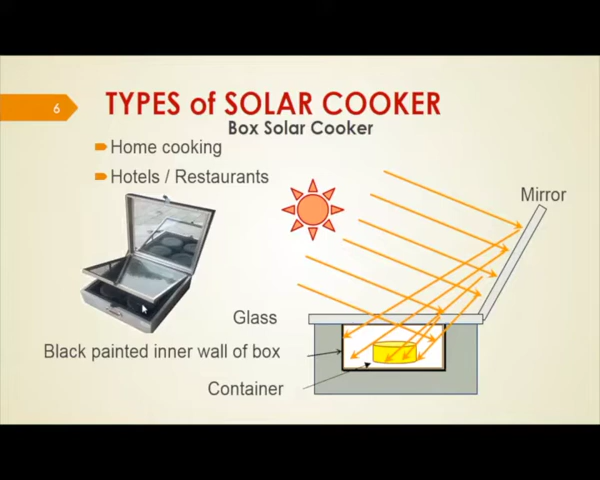 6
TYPES of SOLAR COOKER
Box Solar Cooker
Home cooking
Hotels / Restaurants
Mirror
Glass
Black painted inner wall of box
Container